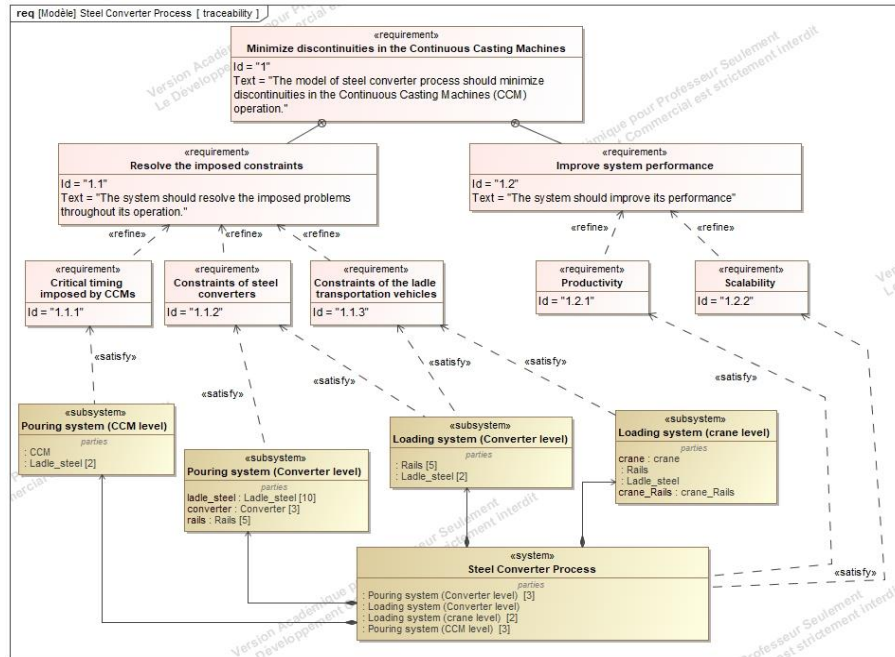 req [Modèle] Steel Converter Process [ traceability ]
«requirement»
Minimize discontinuities in the Continuous Casting Machines
Id = "1"
Text = "The model of steel converter process should minimize
discontinuities in the Continuous Casting Machines (CCM)
operation."
«requirement»
Resolve the imposed constraints
Id = "1.1"
Text = "The system should resolve the imposed problems
throughout its operation."
«requirement»
Improve system performance
Id = "1.2"
Text = "The system should improve its performance"
«refine»
«refine»
«refine»
«refine»
«refine»
«requirement»
Critical timing
imposed by CCMs
Id = "1.1.1"
«requirement»
Constraints of steel
converters
Id = "1.1.2"
«requirement»
Constraints of the ladle
transportation vehicles
Id = "1.1.3"
«requirement»
Productivity
Id = "1.2.1"
«requirement»
Scalability
Id = "1.2.2"
«satisfy»
«satisfy»
«satisfy»
«satisfy»
«satisfy»
«satisfy»
«satisfy»
«subsystem»
Pouring system (CCM level)
parties
: CCM
: Ladle_steel [2]
«subsystem»
Pouring system (Converter level)
parties
ladle_steel : Ladle_steel [10]
converter : Converter [3]
rails : Rails [5]
«subsystem»
Loading system (Converter level)
parties
: Rails [5]
: Ladle_steel [2]
«subsystem»
Loading system (crane level)
parties
crane : crane
: Rails
: Ladle_steel
crane_Rails : crane_Rails
«system»
Steel Converter Process
parties
: Pouring system (Converter level) [3]
: Loading system (Converter level)
: Loading system (crane level) [2]
: Pouring system (CCM level) [3]